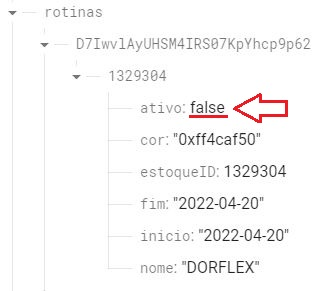 rotinas
D7IwvlAyUHSM4IRS07KpYhcp9p62
1329304
ativo: false
cor: "0xff4caf50"
estoqueID: 1329304
fim: "2022-04-20"
inicio: "2022-04-20"
nome: "DORFLEX"